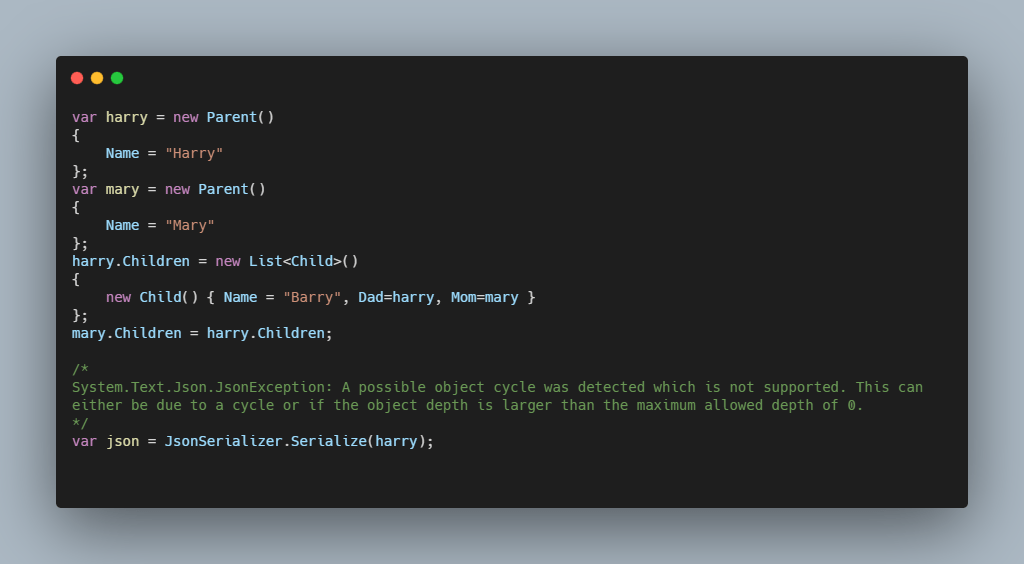 var harry = new Parent()
{
    Name = "Harry"
};
var mary = new Parent()
{
    Name = "Mary"
};
harry.Children = new List<Child>()
{
    new Child() { Name = "Barry", Dad=harry, Mom=mary }
};
mary.Children = harry.Children;

/*
System.Text.Json.JsonException: A possible object cycle was detected which is not supported. This can
either be due to a cycle or if the object depth is larger than the maximum allowed depth of 0.
*/
var json = JsonSerializer.Serialize(harry);